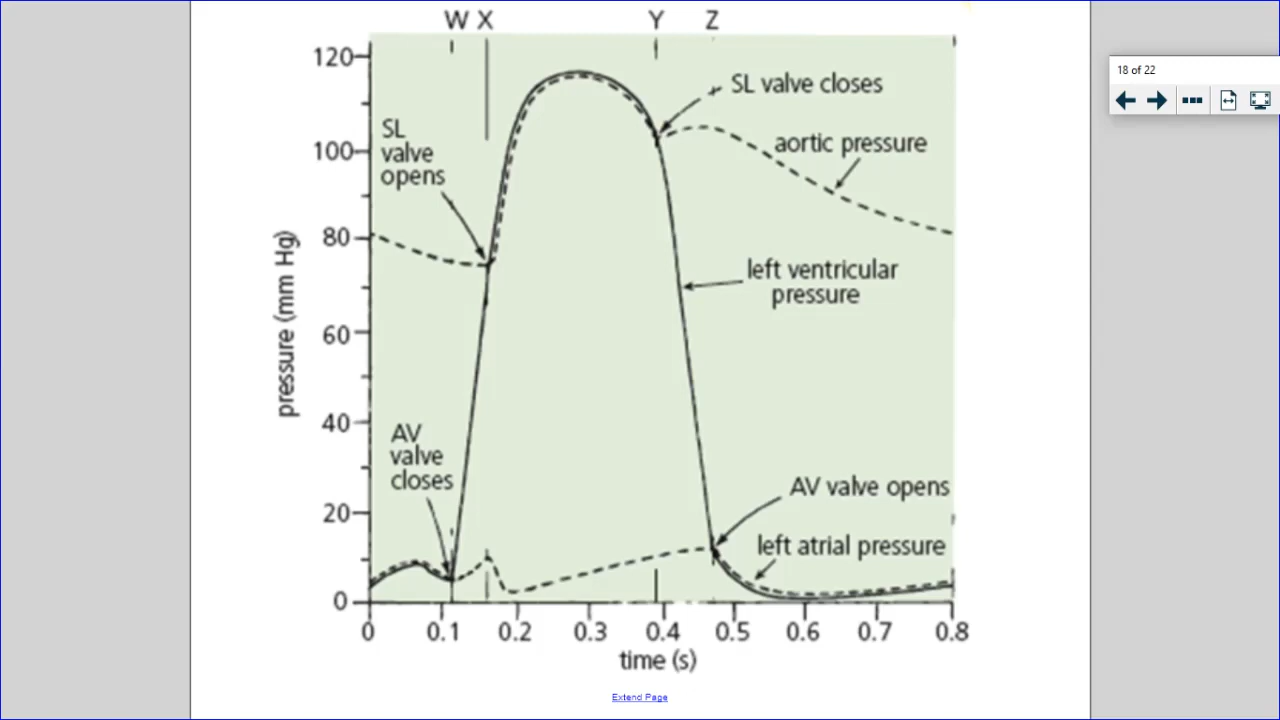 W X Y Z
18 of 22
120
SL valve closes
SL
valve
opens
100
aortic pressure
80
left ventricular
pressure
pressure (mm Hg)
60
40
AV
valve
closes
20
AV valve opens
left atrial pressure
0
0 0.1 0.2 0.3 0.4 0.5 0.6 0.7 0.8
time (s)
Extend Page